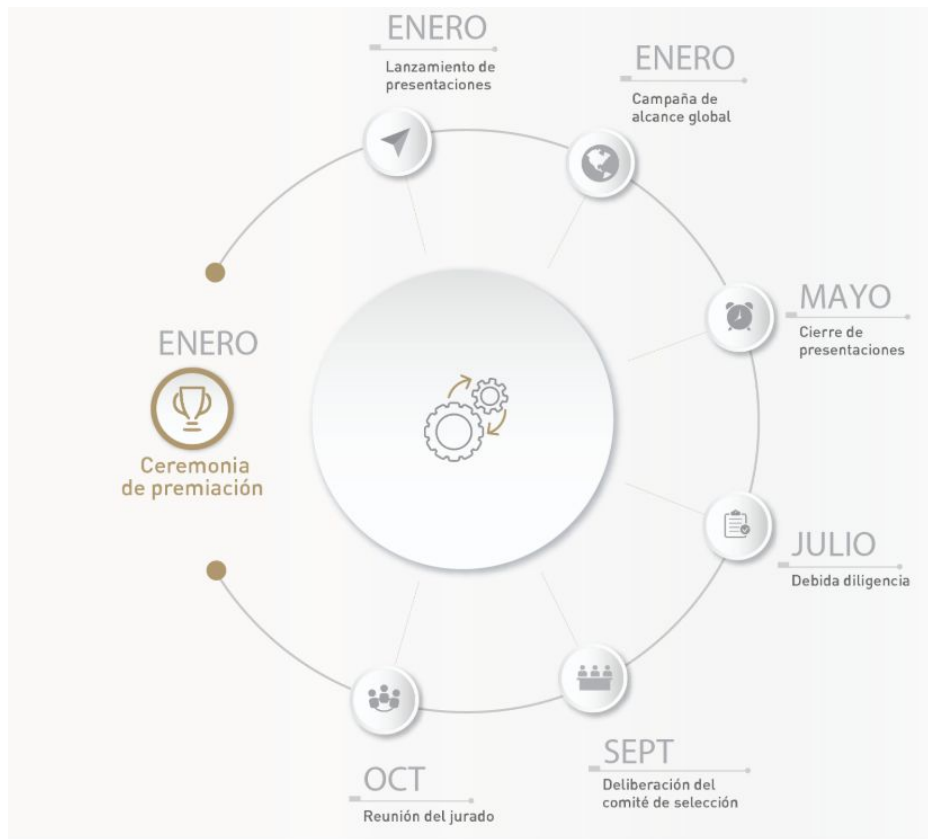 ENERO
Lanzamiento de
presentaciones
ENERO
Campaña de
alcance global
MAYO
Cierre de
presentaciones
JULIO
Debida diligencia
SEPT
Deliberación del
comité de selección
OCT
Reunión del jurado
ENERO
Ceremonia
de premiación